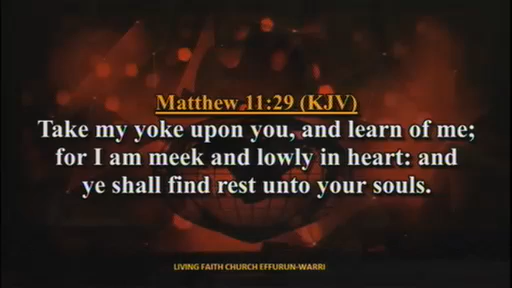 Matthew 11:29 (KJV)
Take my yoke upon you, and learn of me;
for I am meek and lowly in heart: and
ye shall find rest unto your souls.
LIVING FAITH CHURCH EFFURUN-WARRI